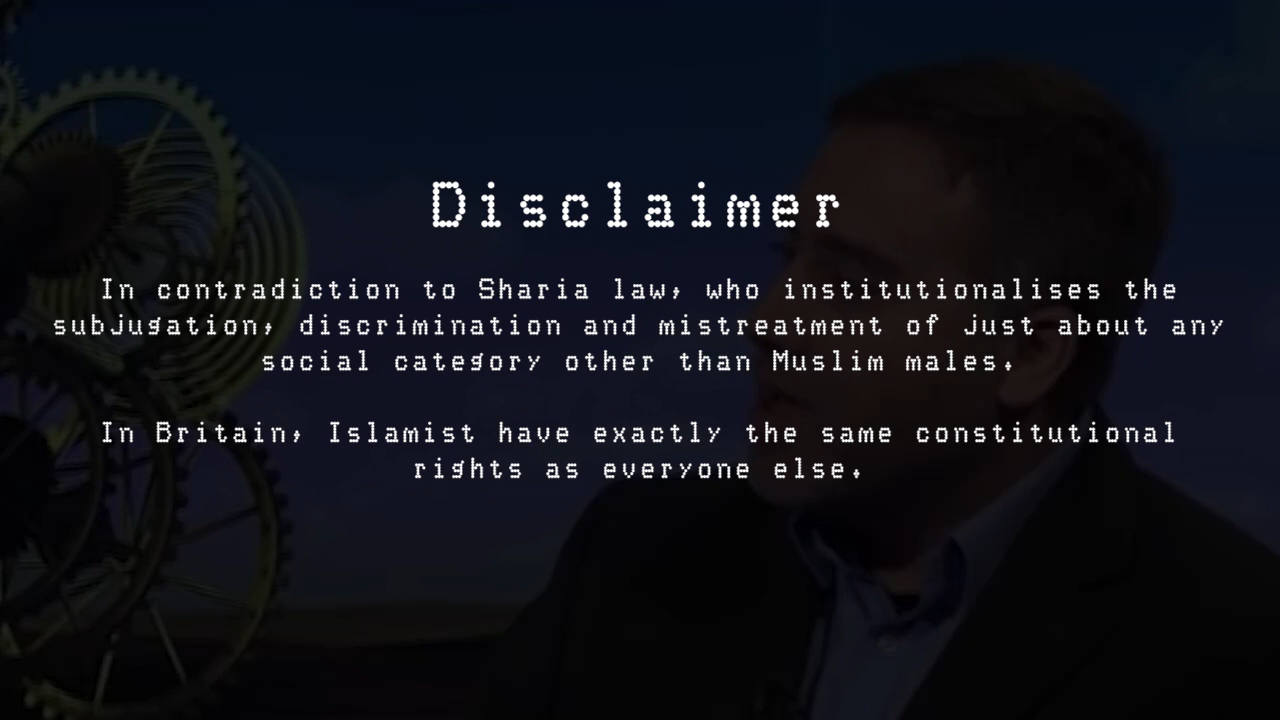 Disclaimer
In contradiction to Sharia law, who institutionalises the
subjugation, discrimination and mistreatment of just about any
social category other than Muslim males.
In Britain, Islamist have exactly the same constitutional
rights as everyone else.